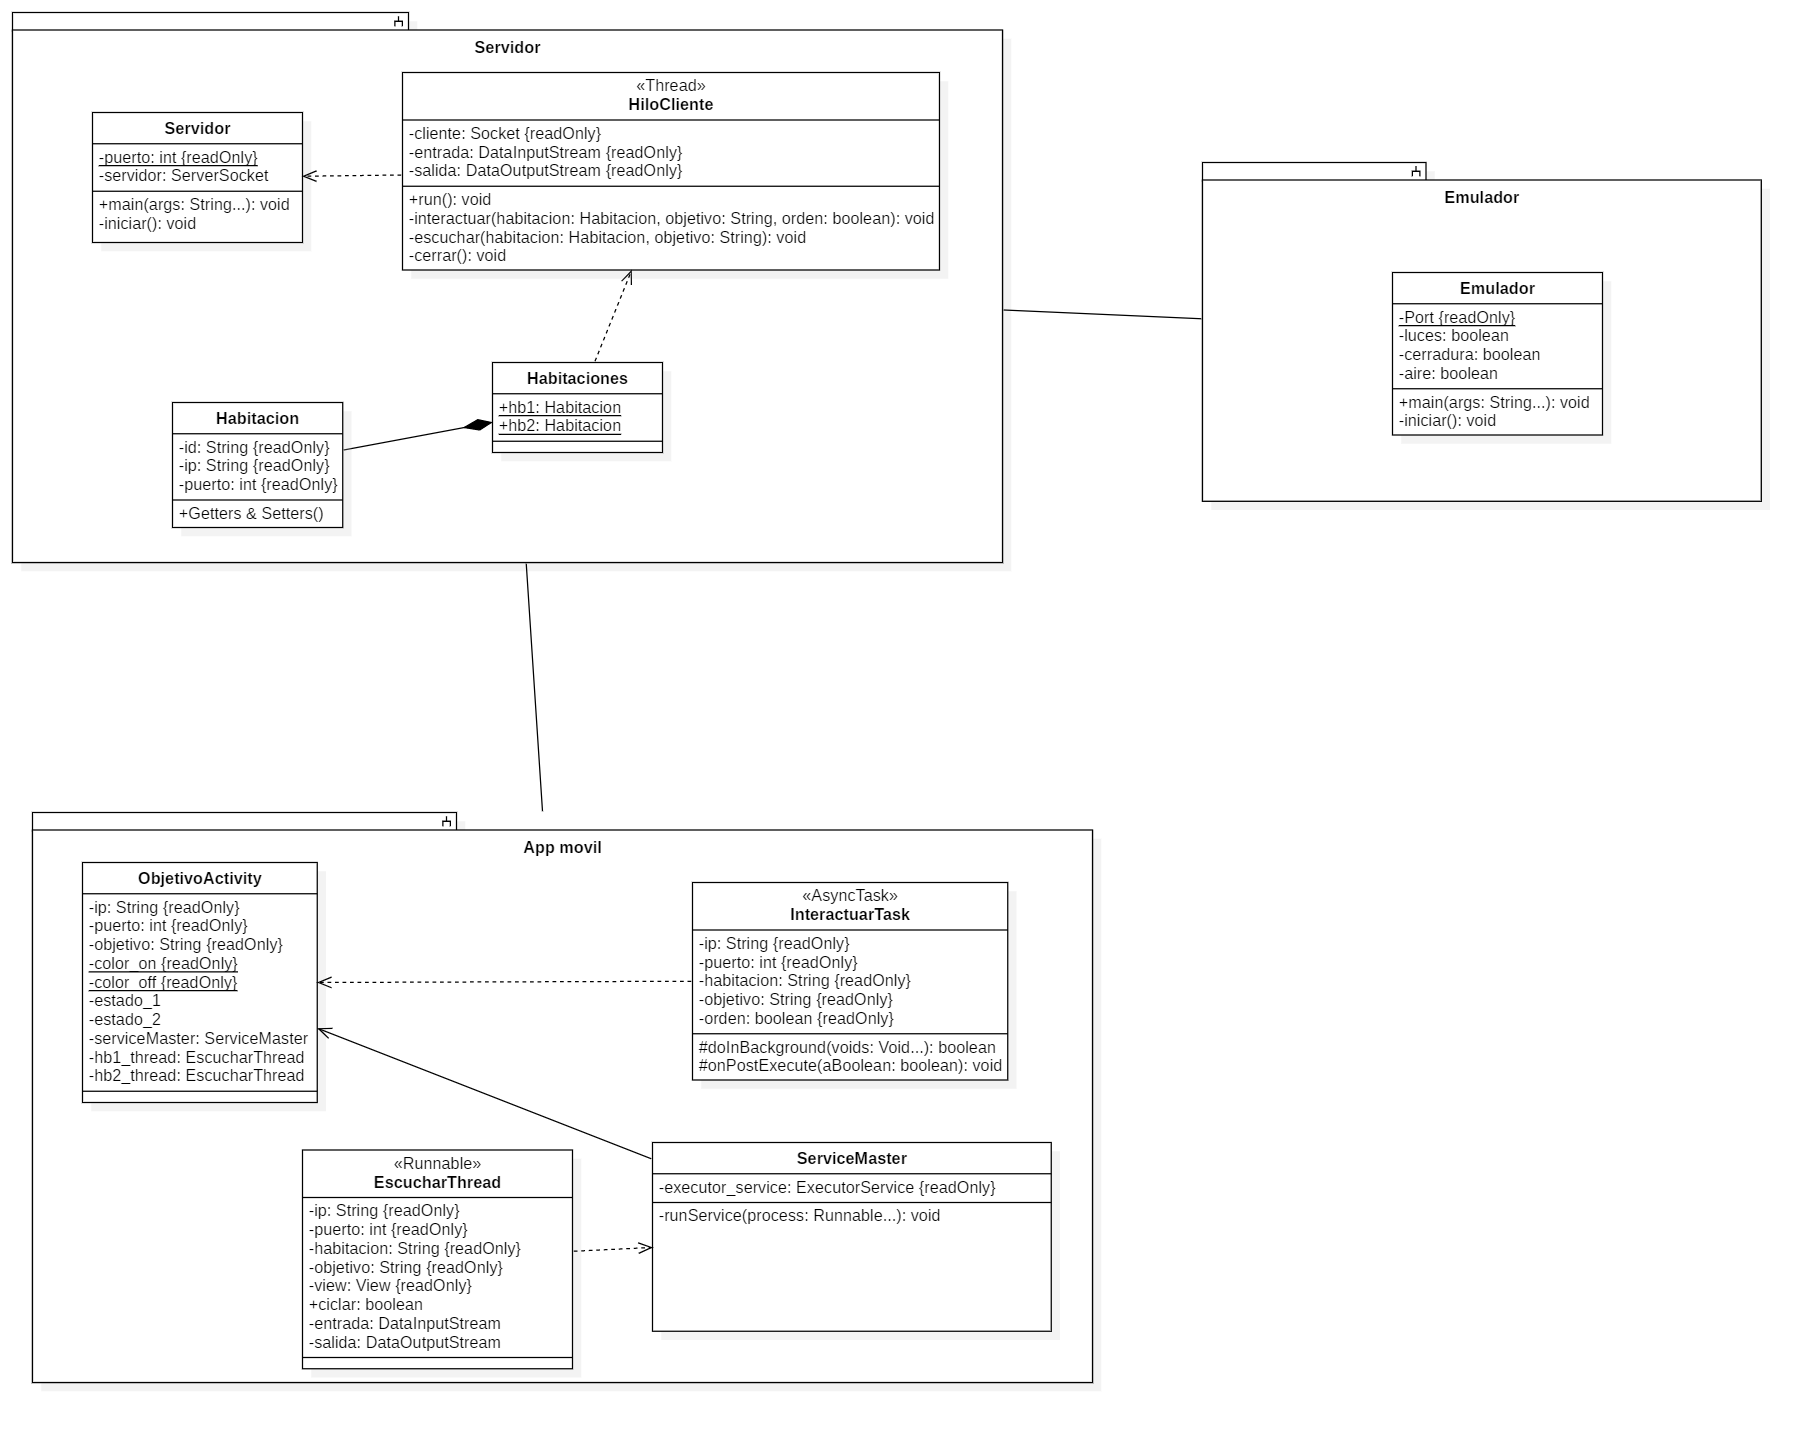 Servidor
Servidor
-puerto: int {readOnly}
-servidor: ServerSocket
+main(args: String...): void
-iniciar(): void
«Thread»
HiloCliente
-cliente: Socket {readOnly}
-entrada: DataInputStream {readOnly}
-salida: DataOutputStream {readOnly}
+run(): void
-interactuar(habitacion: Habitacion, objetivo: String, orden: boolean): void
-escuchar(habitacion: Habitacion, objetivo: String): void
-cerrar(): void
Habitaciones
+hb1: Habitacion
+hb2: Habitacion
Habitacion
-id: String {readOnly}
-ip: String {readOnly}
-puerto: int {readOnly}
+Getters & Setters()
Emulador
Emulador
-Port {readOnly}
-luces: boolean
-cerradura: boolean
-aire: boolean
+main(args: String...): void
-iniciar(): void
App movil
ObjetivoActivity
-ip: String {readOnly}
-puerto: int {readOnly}
-objetivo: String {readOnly}
-color_on {readOnly}
-color_off {readOnly}
-estado_1
-estado_2
-serviceMaster: ServiceMaster
-hb1_thread: EscucharThread
-hb2_thread: EscucharThread
«AsyncTask»
InteractuarTask
-ip: String {readOnly}
-puerto: int {readOnly}
-habitacion: String {readOnly}
-objetivo: String {readOnly}
-orden: boolean {readOnly}
#doInBackground(voids: Void...): boolean
#onPostExecute(aBoolean: boolean): void
«Runnable»
EscucharThread
-ip: String {readOnly}
-puerto: int {readOnly}
-habitacion: String {readOnly}
-objetivo: String {readOnly}
-view: View {readOnly}
+ciclar: boolean
-entrada: DataInputStream
-salida: DataOutputStream
ServiceMaster
-executor_service: ExecutorService {readOnly}
-runService(process: Runnable...): void